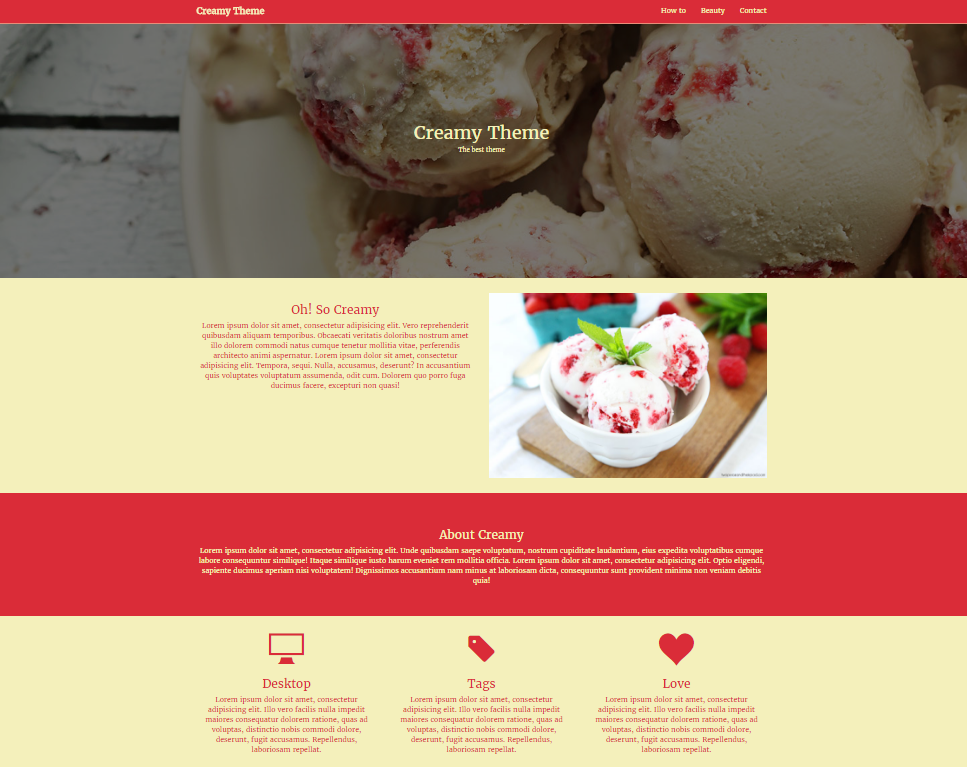 Creamy Theme
How to Beauty Contact
Creamy Theme
The best theme
Oh! So Creamy
Lorem ipsum dolor sit amet, consectetur adipisicing elit. Vero reprehenderit
quibusdam aliquam temporibus. Obcaecati veritatis doloribus nostrum amet
illo dolorem commodi natus cumque tenetur mollitia vitae, perferendis
architecto animi aspernatur. Lorem ipsum dolor sit amet, consectetur
adipisicing elit. Tempora, sequi. Nulla, accusamus, deserunt? In accusantium
quis voluptates voluptatum assumenda, odit cum. Dolorem quo porro fuga
ducimus facere, excepturi non quasi!
About Creamy
Lorem ipsum dolor sit amet, consectetur adipisicing elit. Unde quibusdam saepe voluptatum, nostrum cupiditate laudantium, eius expedita voluptatibus cumque
labore consequuntur similique! Itaque similique iusto harum eveniet rem mollitia officia. Lorem ipsum dolor sit amet, consectetur adipisicing elit. Optio eligendi,
sapiente ducimus aperiam nisi voluptatem! Dignissimos accusantium nam minus at laboriosam dicta, consequuntur sunt provident minima non veniam debitis
quia!
Desktop
Lorem ipsum dolor sit amet, consectetur
adipisicing elit. Illo vero facilis nulla impedit
maiores consequatur dolorem ratione, quas ad
voluptas, distinctio nobis commodi dolore,
deserunt, fugit accusamus. Repellendus,
laboriosam repellat.
Tags
Lorem ipsum dolor sit amet, consectetur
adipisicing elit. Illo vero facilis nulla impedit
maiores consequatur dolorem ratione, quas ad
voluptas, distinctio nobis commodi dolore,
deserunt, fugit accusamus. Repellendus,
laboriosam repellat.
Love
Lorem ipsum dolor sit amet, consectetur
adipisicing elit. Illo vero facilis nulla impedit
maiores consequatur dolorem ratione, quas ad
voluptas, distinctio nobis commodi dolore,
deserunt, fugit accusamus. Repellendus,
laboriosam repellat.